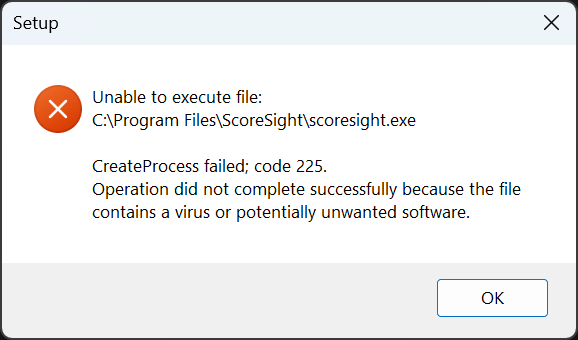 Setup
Unable to execute file:
C:\Program Files\ScoreSight\scoresight.exe
CreateProcess failed; code 225.
Operation did not complete successfully because the file
contains a virus or potentially unwanted software.
OK